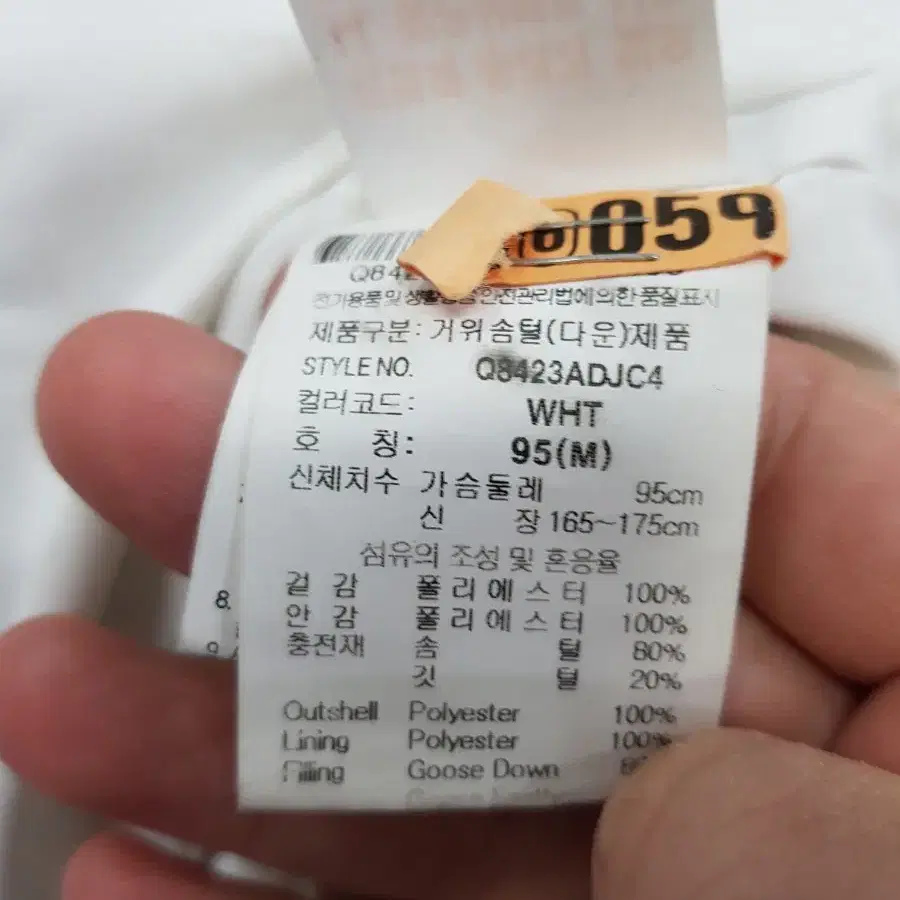 6059
Q842
전기용품 및 생활용품 안전관리법에 의한 품질표시
제품구분: 거위솜털(다운)제품
STYLE NO. Q8423ADJC4
컬러코드: WHT
호 칭: 95(M)
신체치수 가슴둘레 95cm
신 장 165~175cm
섬유의 조성 및 혼용율
겉 감 폴리에스터 100%
안 감 폴리에스터 100%
충전재 솜 털 80%
깃 털 20%
8.
9.
Outshell Polyester 100%
Lining Polyester 100%
Filling Goose Down